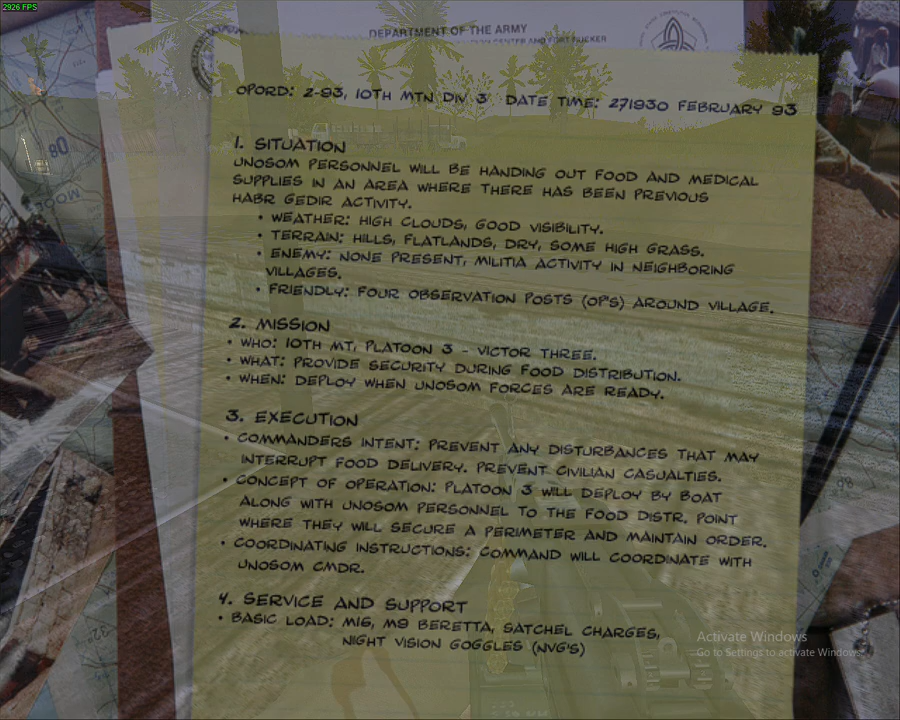 2926 FPS
DEPARTMENT OF THE ARMY
CENTER AND FORT RUCKER
OPORD: 2-93, 10TH MTN DIV 3 DATE TIME: 271930 FEBRUARY 93
1. SITUATION
UNOSOM PERSONNEL WILL BE HANDING OUT FOOD AND MEDICAL
SUPPLIES IN AN AREA WHERE THERE HAS BEEN PREVIOUS
HABR GEDIR ACTIVITY.
• WEATHER: HIGH CLOUDS, GOOD VISIBILITY.
• TERRAIN: HILLS, FLATLANDS, DRY, SOME HIGH GRASS.
• ENEMY: NONE PRESENT, MILITIA ACTIVITY IN NEIGHBORING
VILLAGES.
• FRIENDLY: FOUR OBSERVATION POSTS (OP'S) AROUND VILLAGE.
2. MISSION
• WHO: 10TH MT, PLATOON 3 - VICTOR THREE.
• WHAT: PROVIDE SECURITY DURING FOOD DISTRIBUTION.
• WHEN: DEPLOY WHEN UNOSOM FORCES ARE READY.
3. EXECUTION
• COMMANDERS INTENT: PREVENT ANY DISTURBANCES THAT MAY
INTERRUPT FOOD DELIVERY. PREVENT CIVILIAN CASUALTIES.
• CONCEPT OF OPERATION: PLATOON 3 WILL DEPLOY BY BOAT
ALONG WITH UNOSOM PERSONNEL TO THE FOOD DISTR. POINT
WHERE THEY WILL SECURE A PERIMETER AND MAINTAIN ORDER.
• COORDINATING INSTRUCTIONS: COMMAND WILL COORDINATE WITH
UNOSOM CMDR.
4. SERVICE AND SUPPORT
• BASIC LOAD: M16, M9 BERETTA, SATCHEL CHARGES,
NIGHT VISION GOGGLES (NVG'S)
Activate Windows
Go to Settings to activate Windows.